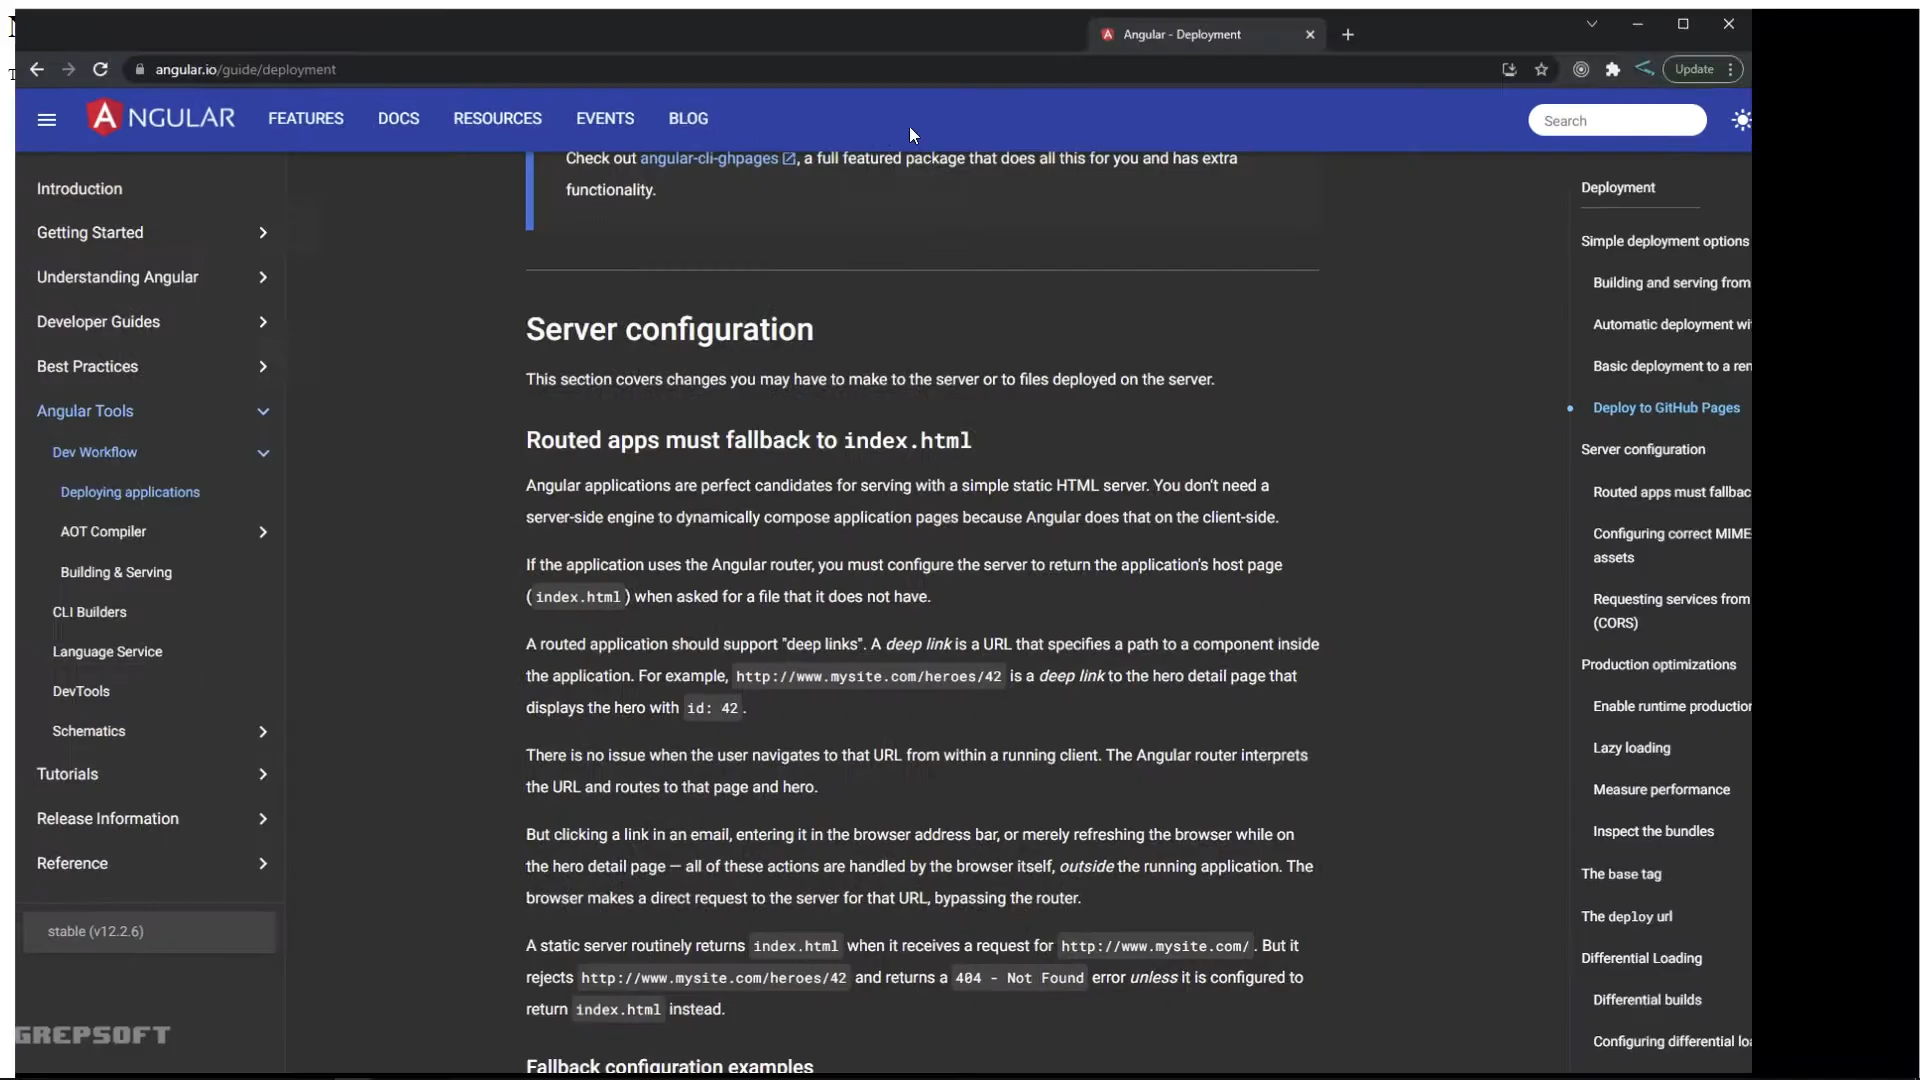 Angular - Deployment
angular.io/guide/deployment
Update
ANGULAR
FEATURES
DOCS
RESOURCES
EVENTS
BLOG
Search
Introduction
Getting Started
Understanding Angular
Developer Guides
Best Practices
Angular Tools
Dev Workflow
Deploying applications
AOT Compiler
Building & Serving
CLI Builders
Language Service
DevTools
Schematics
Tutorials
Release Information
Reference
stable (v12.2.6)
GREPSOFT
Check out angular-cli-ghpages, a full featured package that does all this for you and has extra
functionality.
Server configuration
This section covers changes you may have to make to the server or to files deployed on the server.
Routed apps must fallback to index.html
Angular applications are perfect candidates for serving with a simple static HTML server. You don't need a
server-side engine to dynamically compose application pages because Angular does that on the client-side.
If the application uses the Angular router, you must configure the server to return the application's host page
(index.html) when asked for a file that it does not have.
A routed application should support "deep links". A deep link is a URL that specifies a path to a component inside
the application. For example, http://www.mysite.com/heroes/42 is a deep link to the hero detail page that
displays the hero with id: 42.
There is no issue when the user navigates to that URL from within a running client. The Angular router interprets
the URL and routes to that page and hero.
But clicking a link in an email, entering it in the browser address bar, or merely refreshing the browser while on
the hero detail page — all of these actions are handled by the browser itself, outside the running application. The
browser makes a direct request to the server for that URL, bypassing the router.
A static server routinely returns index.html when it receives a request for http://www.mysite.com/. But it
rejects http://www.mysite.com/heroes/42 and returns a 404 - Not Found error unless it is configured to
return index.html instead.
Fallback configuration examples
Deployment
Simple deployment options
Building and serving from
Automatic deployment wi
Basic deployment to a ren
Deploy to GitHub Pages
Server configuration
Routed apps must fallbac
Configuring correct MIME
assets
Requesting services from
(CORS)
Production optimizations
Enable runtime production
Lazy loading
Measure performance
Inspect the bundles
The base tag
The deploy url
Differential Loading
Differential builds
Configuring differential loa